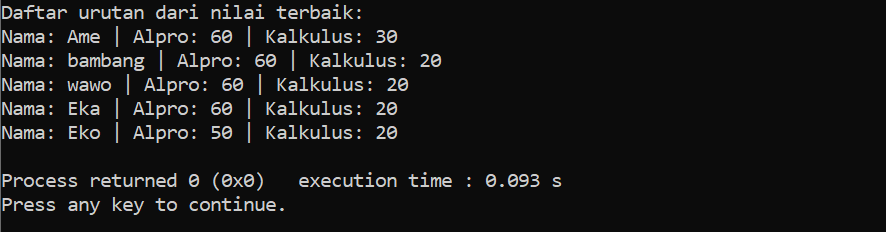 Daftar urutan dari nilai terbaik:
Nama: Ame | Alpro: 60 | Kalkulus: 30
Nama: bambang | Alpro: 60 | Kalkulus: 20
Nama: wawo | Alpro: 60 | Kalkulus: 20
Nama: Eka | Alpro: 60 | Kalkulus: 20
Nama: Eko | Alpro: 50 | Kalkulus: 20
Process returned 0 (0x0)   execution time : 0.093 s
Press any key to continue.